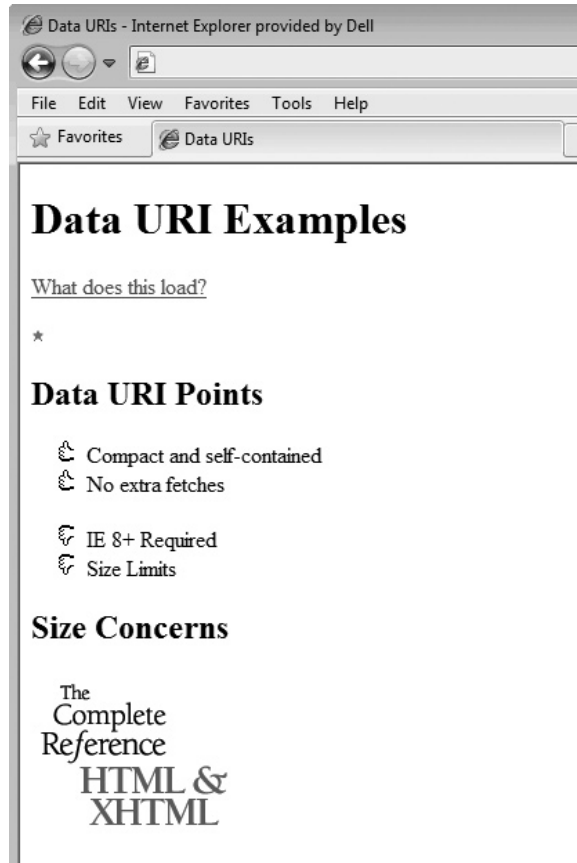 Data URIs - Internet Explorer provided by Dell
File Edit View Favorites Tools Help
Favorites Data URIs
Data URI Examples
What does this load?
Data URI Points
Compact and self-contained
No extra fetches
IE 8+ Required
Size Limits
Size Concerns
The
Complete
Reference
HTML &
XHTML